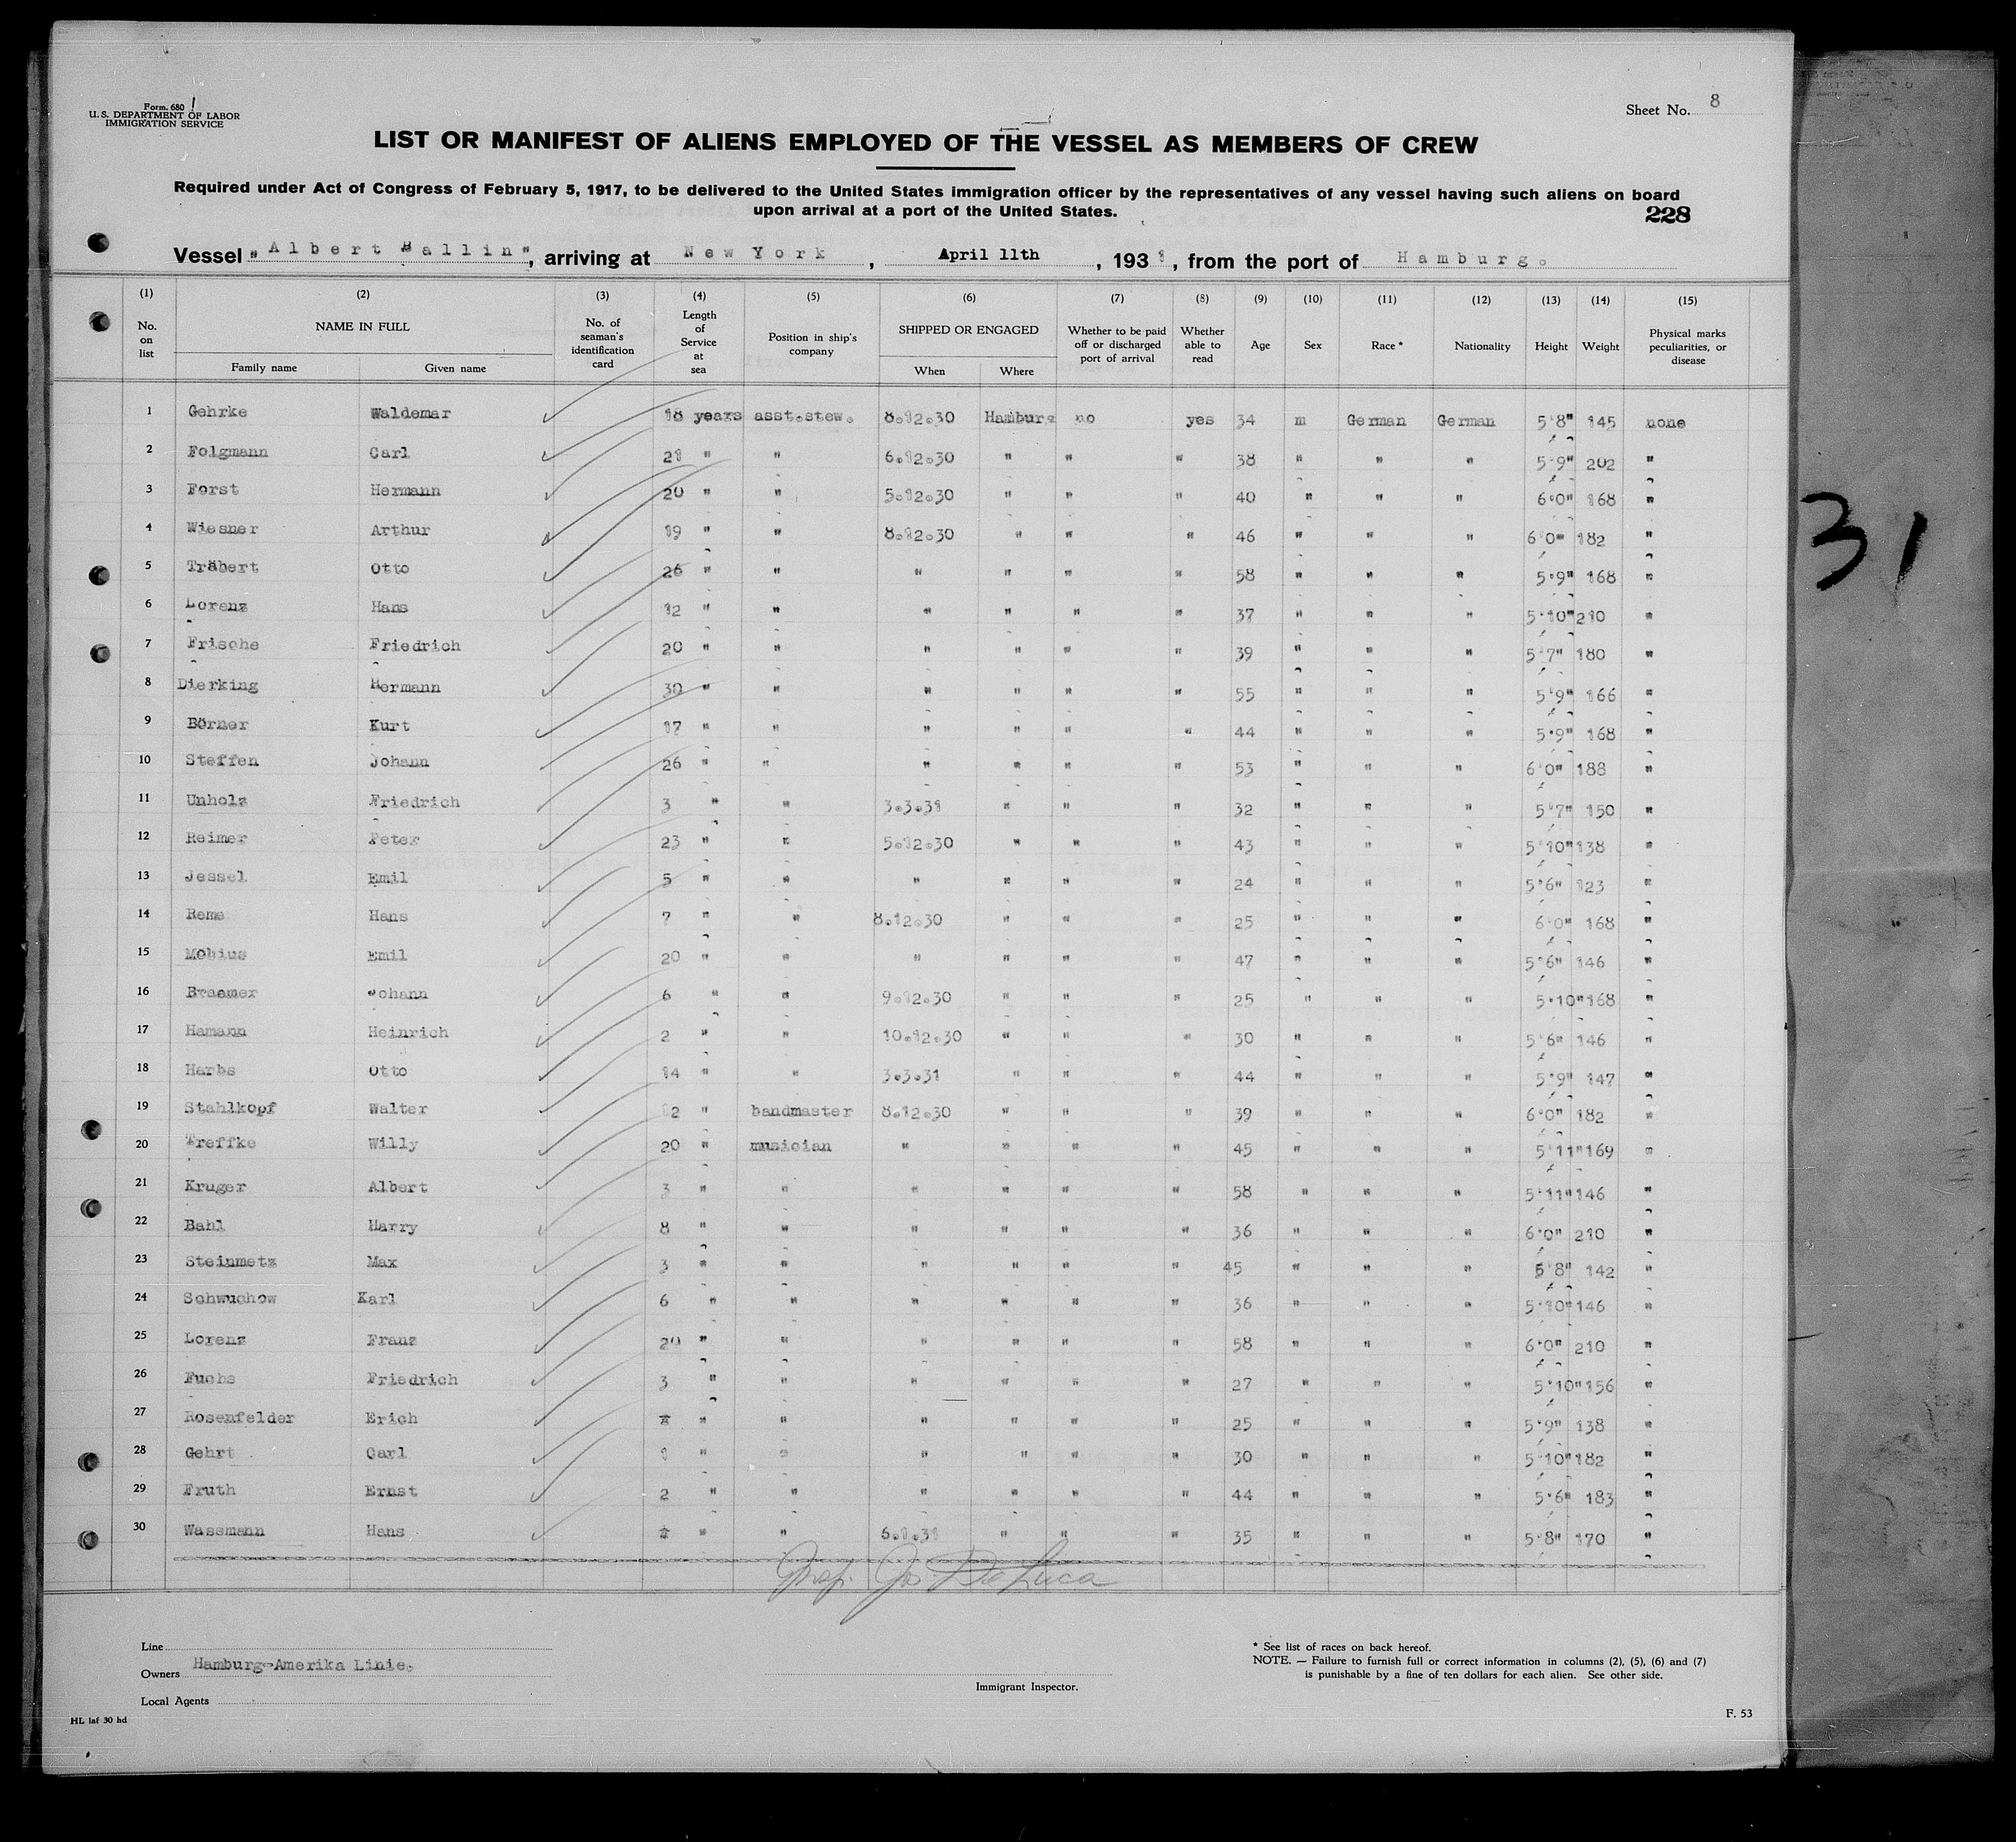 Form. 680
U. S. DEPARTMENT OF LABOR
IMMIGRATION SERVICE
Sheet No. 8
LIST OR MANIFEST OF ALIENS EMPLOYED OF THE VESSEL AS MEMBERS OF CREW
Required under Act of Congress of February 5, 1917, to be delivered to the United States immigration officer by the representatives of any vessel having such aliens on board
upon arrival at a port of the United States.
228
Vessel „Albert Ballin", arriving at New York, April 11th, 1931, from the port of Hamburg.
(1) (2) (3) (4) (5) (6) (7) (8) (9) (10) (11) (12) (13) (14) (15)
No. on list NAME IN FULL Family name Given name No. of seaman's identification card Length of Service at sea Position in ship's company SHIPPED OR ENGAGED When Where Whether to be paid off or discharged port of arrival Whether able to read Age Sex Race * Nationality Height Weight Physical marks peculiarities, or disease
1 Gehrke Waldemar 18 years asst.stew. 8.12.30 Hamburg no yes 34 m German German 5'8" 145 none
2 Folgmann Carl 21 " " 6.12.30 " " " 38 " " " 5'9" 202 "
3 Forst Hermann 20 " " 5.12.30 " " " 40 " " " 6'0" 168 "
4 Wiesner Arthur 19 " " 8.12.30 " " " 46 " " " 6'0" 182 "
5 Träbert Otto 26 " " " " " " 58 " " " 5'9" 168 "
6 Lorenz Hans 12 " " " " " " 37 " " " 5'10" 210 "
7 Frische Friedrich 20 " " " " " " 39 " " " 5'7" 180 "
8 Dierking Hermann 30 " " " " " " 55 " " " 5'9" 166 "
9 Börner Kurt 17 " " " " " " 44 " " " 5'9" 168 "
10 Steffen Johann 26 " " " " " " 53 " " " 6'0" 188 "
11 Unholz Friedrich 3 " " 3.3.31 " " " 32 " " " 5'7" 150 "
12 Reimer Peter 23 " " 5.12.30 " " " 43 " " " 5'10" 138 "
13 Jessel Emil 5 " " " " " " 24 " " " 5'6" 123 "
14 Reme Hans 7 " " 8.12.30 " " " 25 " " " 6'0" 168 "
15 Möbius Emil 20 " " " " " " 47 " " " 5'6" 146 "
16 Braemer Johann 6 " " 9.12.30 " " " 25 " " " 5'10" 168 "
17 Hamann Heinrich 2 " " 10.12.30 " " " 30 " " " 5'6" 146 "
18 Harbs Otto 14 " " 3.3.31 " " " 44 " " " 5'9" 147 "
19 Stahlkopf Walter 12 " bandmaster 8.12.30 " " " 39 " " " 6'0" 182 "
20 Treffke Willy 20 " musician " " " " 45 " " " 5'11" 169 "
21 Kruger Albert 3 " " " " " " 58 " " " 5'11" 146 "
22 Bahl Harry 8 " " " " " " 36 " " " 6'0" 210 "
23 Steinmetz Max 3 " " " " " " 45 " " " 5'8" 142 "
24 Schwuchow Karl 6 " " " " " " 36 " " " 5'10" 146 "
25 Lorenz Franz 20 " " " " " " 58 " " " 6'0" 210 "
26 Fuchs Friedrich 3 " " " " " " 27 " " " 5'10" 156 "
27 Rosenfelder Erich " " " " " " 25 " " " 5'9" 138 "
28 Gehrt Carl 1 " " " " " " 30 " " " 5'10" 182 "
29 Fruth Ernst 2 " " " " " " 44 " " " 5'6" 183 "
30 Wassmann Hans " " 6.1.31 " " " 35 " " " 5'8" 170 "
Insp. Jos. DeLuca
Line
Owners Hamburg-Amerika Linie.
Local Agents
Immigrant Inspector.
* See list of races on back hereof.
NOTE. — Failure to furnish full or correct information in columns (2), (5), (6) and (7)
is punishable by a fine of ten dollars for each alien. See other side.
HL laf 30 hd
F. 53
31